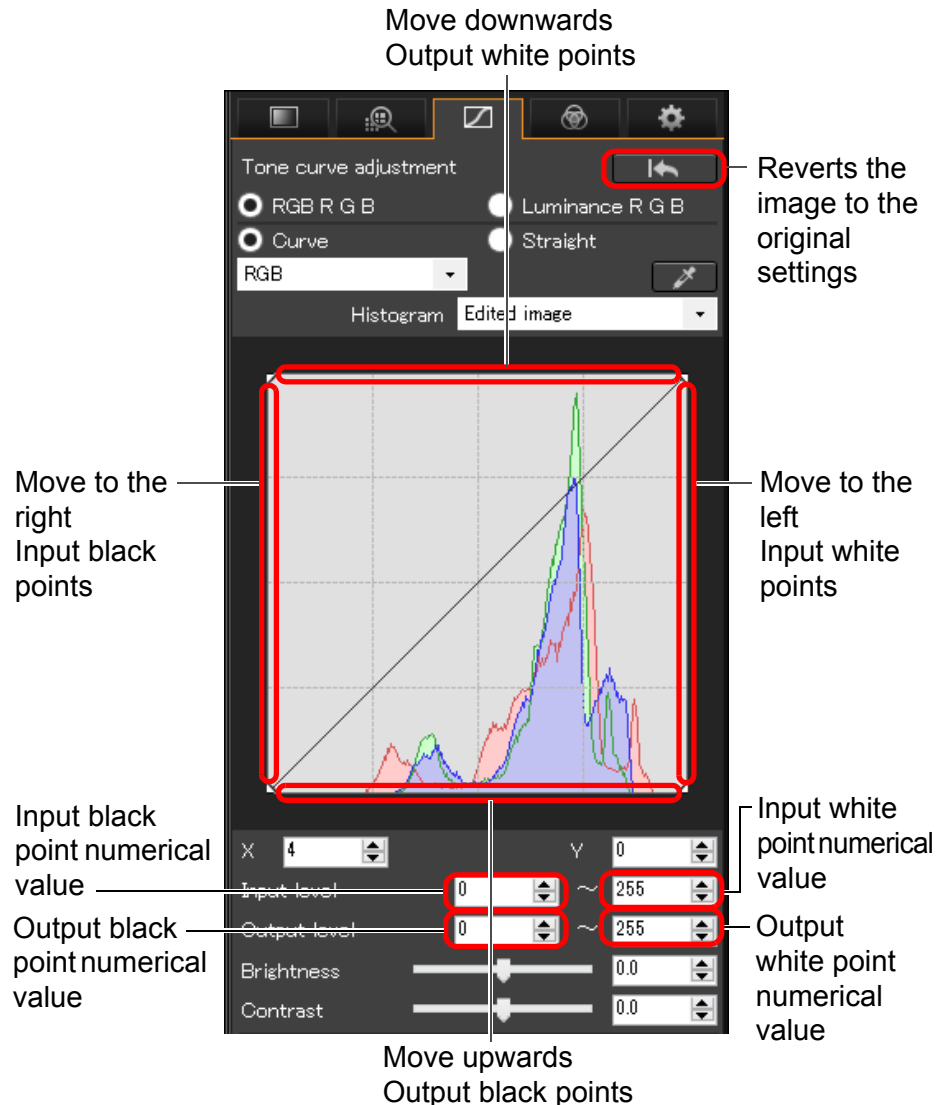 Move downwards
Output white points
Tone curve adjustment
Reverts the
image to the
original
settings
RGB R G B
Luminance R G B
Curve
Straight
RGB
Histogram
Edited image
Move to the
right
Input black
points
Move to the
left
Input white
points
Input black
point numerical
value
Input white
point numerical
value
X 4 Y 0
Input level 0 ~ 255
Output black
point numerical
value
Output level 0 ~ 255
Output
white point
numerical
value
Brightness 0.0
Contrast 0.0
Move upwards
Output black points